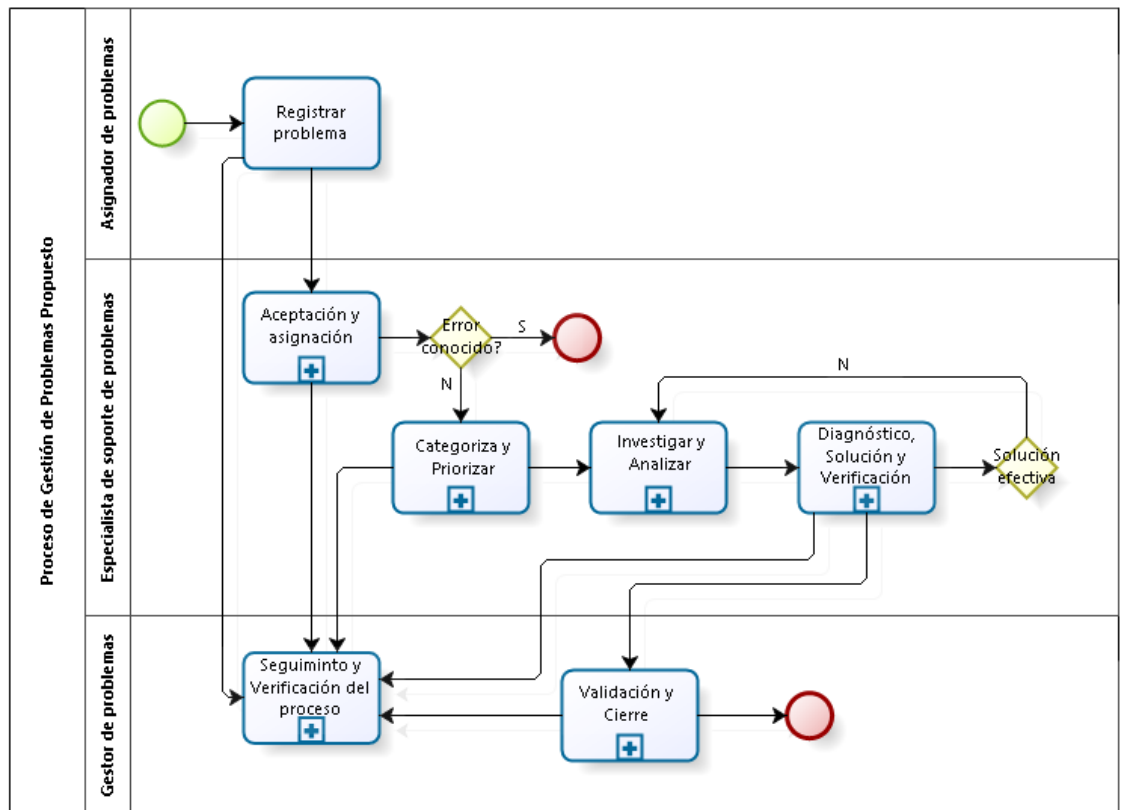 Proceso de Gestión de Problemas Propuesto
Asignador de problemas
Registrar
problema
Especialista de soporte de problemas
Aceptación y
asignación
Error
conocido?
S
N
Categoriza y
Priorizar
Investigar y
Analizar
Diagnóstico,
Solución y
Verificación
N
Solución
efectiva
Gestor de problemas
Seguiminto y
Verificación del
proceso
Validación y
Cierre